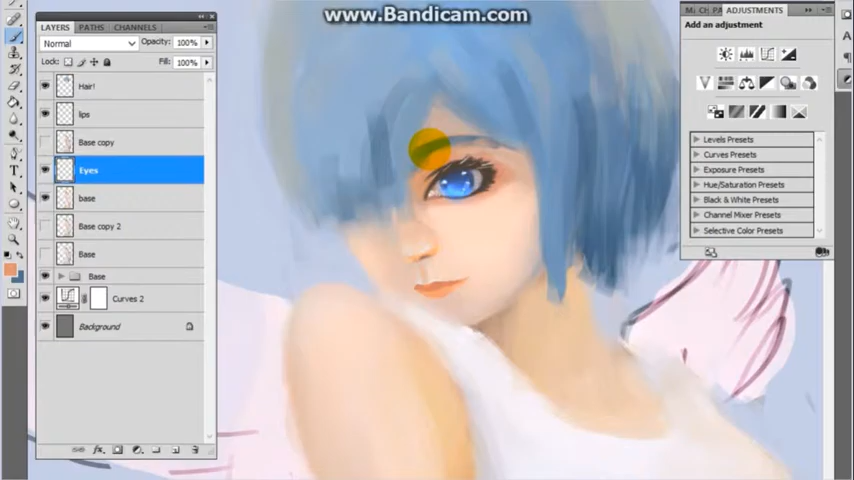 www.Bandicam.com
LAYERS PATHS CHANNELS
Normal Opacity: 100%
Lock: Fill: 100%
Hair!
lips
Base copy
Eyes
base
Base copy 2
Base
Base
Curves 2
Background
ADJUSTMENTS
Add an adjustment
Levels Presets
Curves Presets
Exposure Presets
Hue/Saturation Presets
Black & White Presets
Channel Mixer Presets
Selective Color Presets